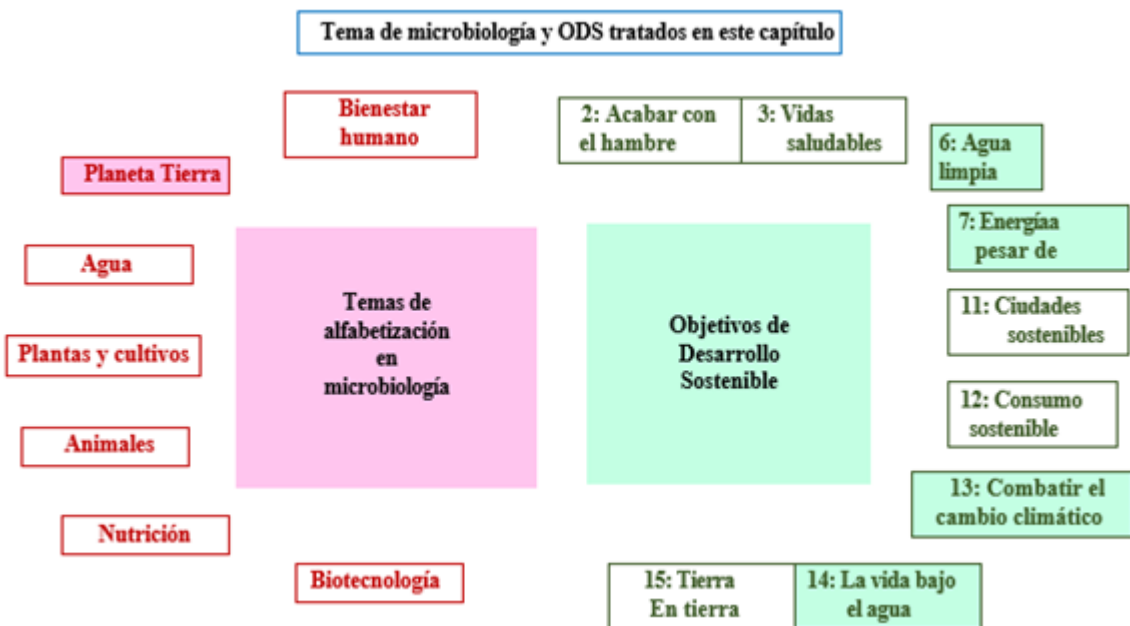 Tema de microbiología y ODS tratados en este capítulo
Bienestar
humano
2: Acabar con
el hambre
3: Vidas
saludables
6: Agua
limpia
Planeta Tierra
7: Energíaa
pesar de
Agua
11: Ciudades
sostenibles
Temas de
alfabetización
en
microbiología
Objetivos de
Desarrollo
Sostenible
Plantas y cultivos
12: Consumo
sostenible
Animales
13: Combatir el
cambio climático
Nutrición
Biotecnología
15: Tierra
En tierra
14: La vida bajo
el agua